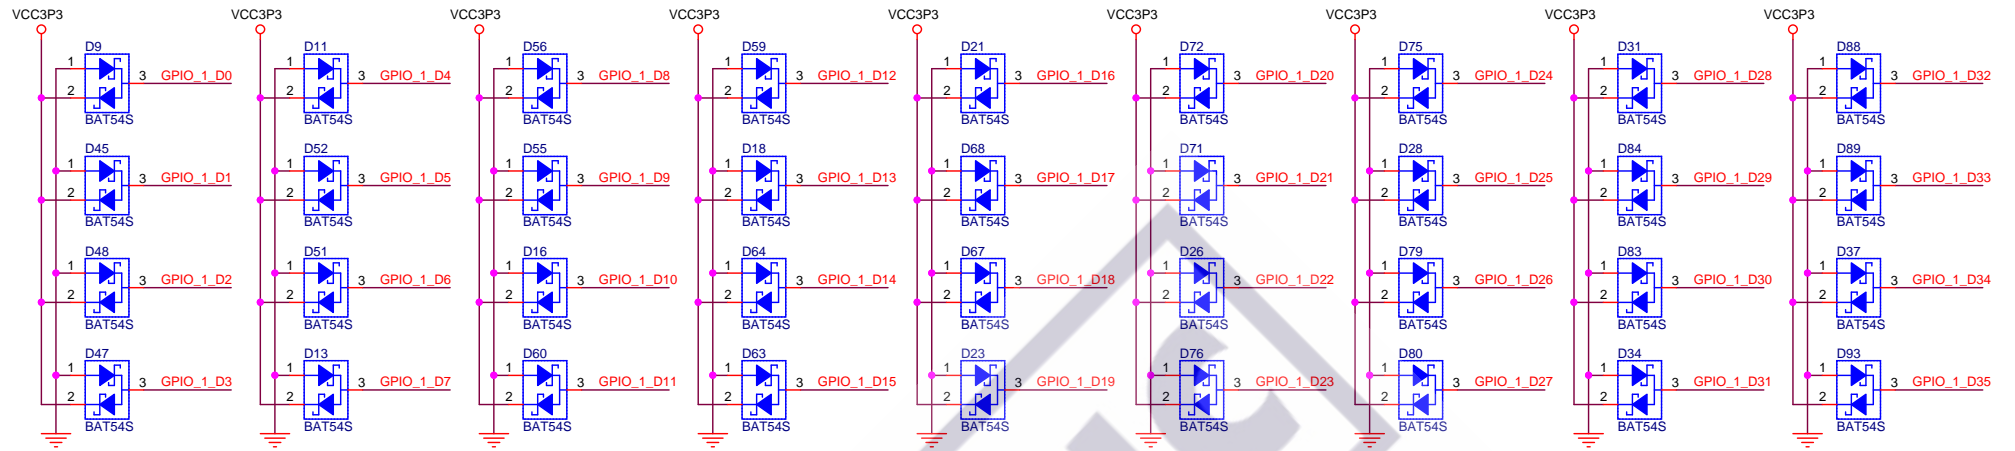 VCC3P3 VCC3P3 VCC3P3 VCC3P3 VCC3P3 VCC3P3 VCC3P3 VCC3P3 VCC3P3
D9 D11 D56 D59 D21 D72 D75 D31 D88
1 3 GPIO_1_D0 1 3 GPIO_1_D4 1 3 GPIO_1_D8 1 3 GPIO_1_D12 1 3 GPIO_1_D16 1 3 GPIO_1_D20 1 3 GPIO_1_D24 1 3 GPIO_1_D28 1 3 GPIO_1_D32
2 2 2 2 2 2 2 2 2
BAT54S BAT54S BAT54S BAT54S BAT54S BAT54S BAT54S BAT54S BAT54S
D45 D52 D55 D18 D68 D71 D28 D84 D89
1 3 GPIO_1_D1 1 3 GPIO_1_D5 1 3 GPIO_1_D9 1 3 GPIO_1_D13 1 3 GPIO_1_D17 1 3 GPIO_1_D21 1 3 GPIO_1_D25 1 3 GPIO_1_D29 1 3 GPIO_1_D33
2 2 2 2 2 2 2 2 2
BAT54S BAT54S BAT54S BAT54S BAT54S BAT54S BAT54S BAT54S BAT54S
D48 D51 D16 D64 D67 D26 D79 D83 D37
1 3 GPIO_1_D2 1 3 GPIO_1_D6 1 3 GPIO_1_D10 1 3 GPIO_1_D14 1 3 GPIO_1_D18 1 3 GPIO_1_D22 1 3 GPIO_1_D26 1 3 GPIO_1_D30 1 3 GPIO_1_D34
2 2 2 2 2 2 2 2 2
BAT54S BAT54S BAT54S BAT54S BAT54S BAT54S BAT54S BAT54S BAT54S
D47 D13 D60 D63 D23 D76 D80 D34 D93
1 3 GPIO_1_D3 1 3 GPIO_1_D7 1 3 GPIO_1_D11 1 3 GPIO_1_D15 1 3 GPIO_1_D19 1 3 GPIO_1_D23 1 3 GPIO_1_D27 1 3 GPIO_1_D31 1 3 GPIO_1_D35
2 2 2 2 2 2 2 2 2
BAT54S BAT54S BAT54S BAT54S BAT54S BAT54S BAT54S BAT54S BAT54S